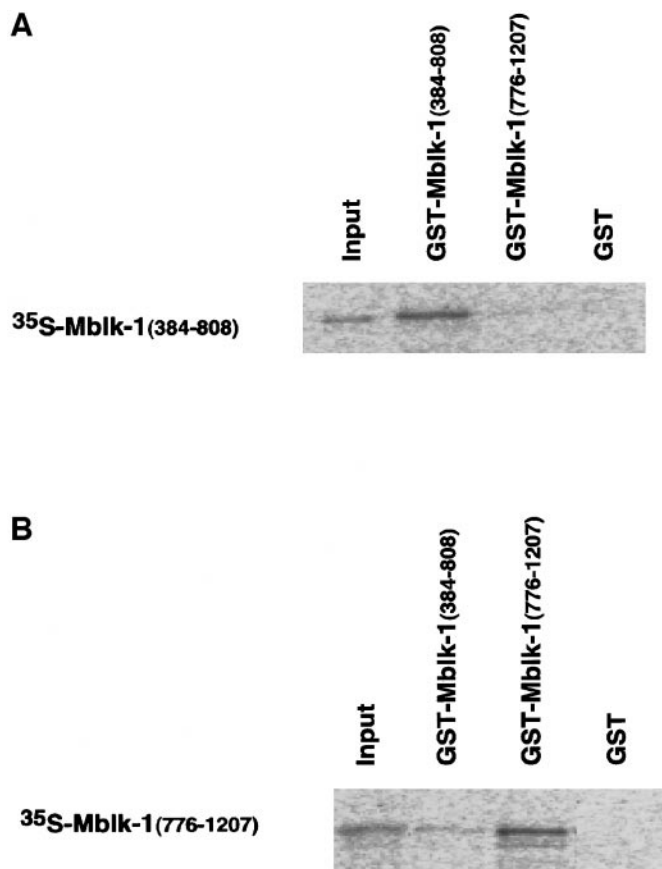 A
Input
GST-Mblk-1(384-808)
GST-Mblk-1(776-1207)
GST
35S-Mblk-1(384-808)
B
Input
GST-Mblk-1(384-808)
GST-Mblk-1(776-1207)
GST
35S-Mblk-1(776-1207)